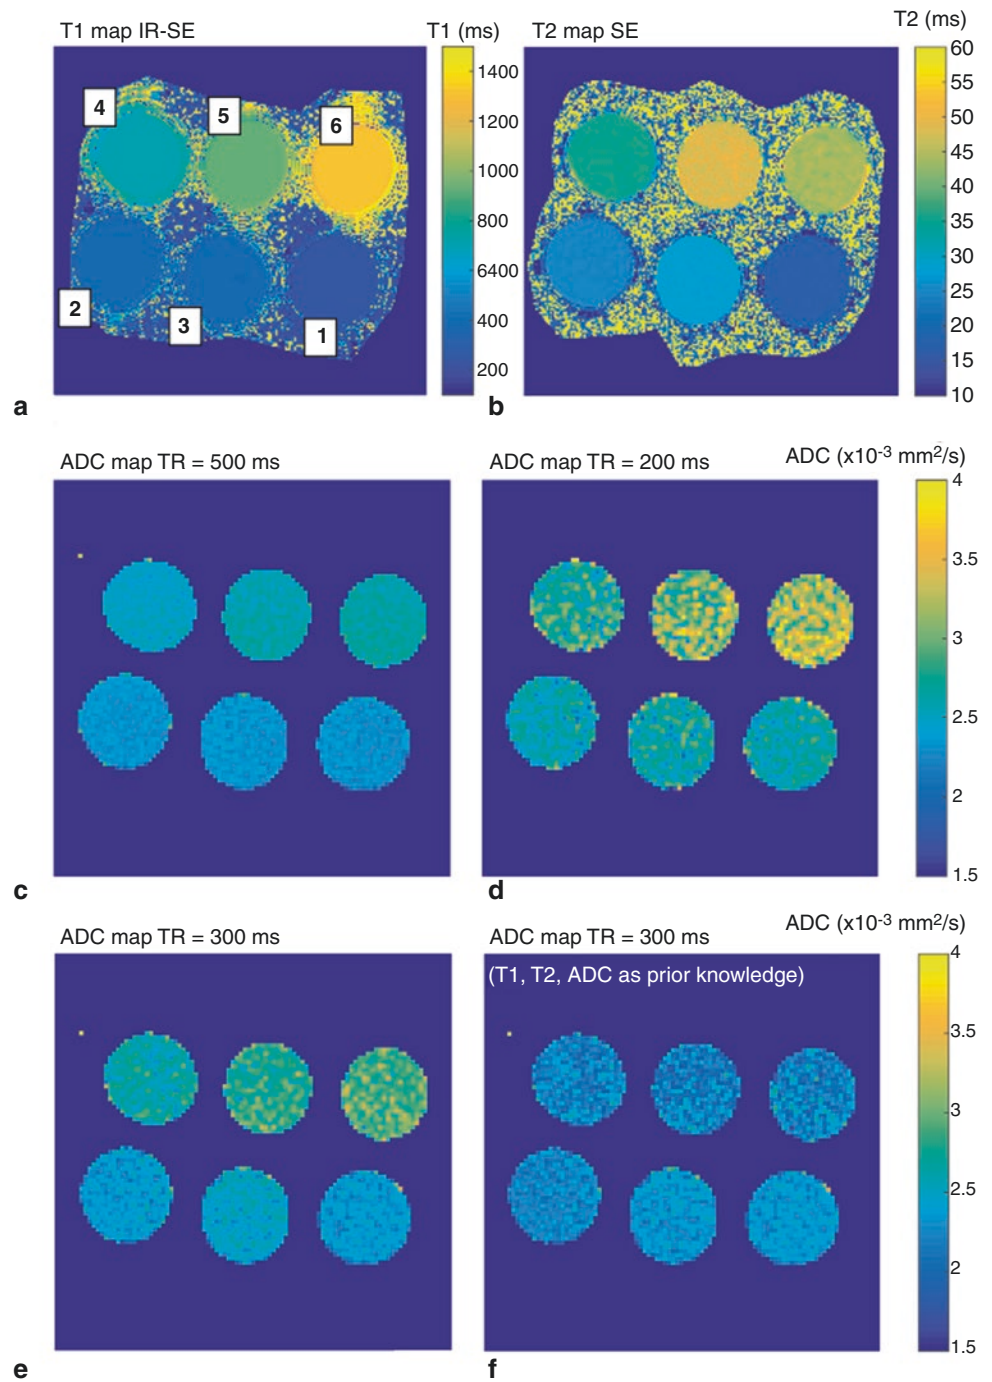 T1 map IR-SE
T1 (ms)
4
5
6
2
3
1
1400
1200
1000
800
6400
400
200
a
T2 map SE
T2 (ms)
60
55
50
45
40
35
30
25
20
15
10
b
ADC map TR = 500 ms
c
ADC map TR = 200 ms
ADC (x10-3 mm2/s)
4
3.5
3
2.5
2
1.5
d
ADC map TR = 300 ms
e
ADC map TR = 300 ms
(T1, T2, ADC as prior knowledge)
ADC (x10-3 mm2/s)
4
3.5
3
2.5
2
1.5
f